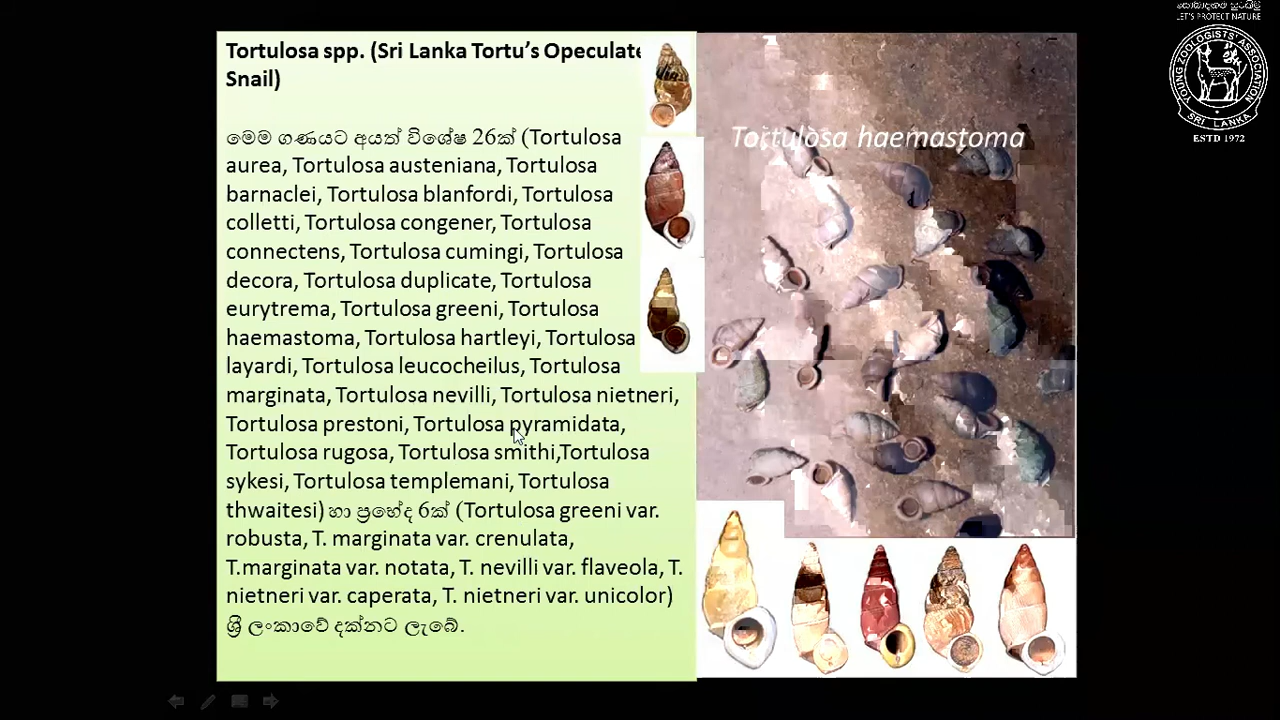 Tortulosa spp. (Sri Lanka Tortu's Opeculate
Snail)
මෙම ගණයට අයත් විශේෂ 26ක් (Tortulosa
aurea, Tortulosa austeniana, Tortulosa
barnaclei, Tortulosa blanfordi, Tortulosa
colletti, Tortulosa congener, Tortulosa
connectens, Tortulosa cumingi, Tortulosa
decora, Tortulosa duplicate, Tortulosa
eurytrema, Tortulosa greeni, Tortulosa
haemastoma, Tortulosa hartleyi, Tortulosa
layardi, Tortulosa leucocheilus, Tortulosa
marginata, Tortulosa nevilli, Tortulosa nietneri,
Tortulosa prestoni, Tortulosa pyramidata,
Tortulosa rugosa, Tortulosa smithi,Tortulosa
sykesi, Tortulosa templemani, Tortulosa
thwaitesi) හා ප්‍රභේද 6ක් (Tortulosa greeni var.
robusta, T. marginata var. crenulata,
T.marginata var. notata, T. nevilli var. flaveola, T.
nietneri var. caperata, T. nietneri var. unicolor)
ශ්‍රී ලංකාවේ දක්නට ලැබේ.
Tortulosa haemastoma
LET'S PROTECT NATURE
YOUNG ZOOLOGISTS' ASSOCIATION
SRI LANKA
ESTD 1972